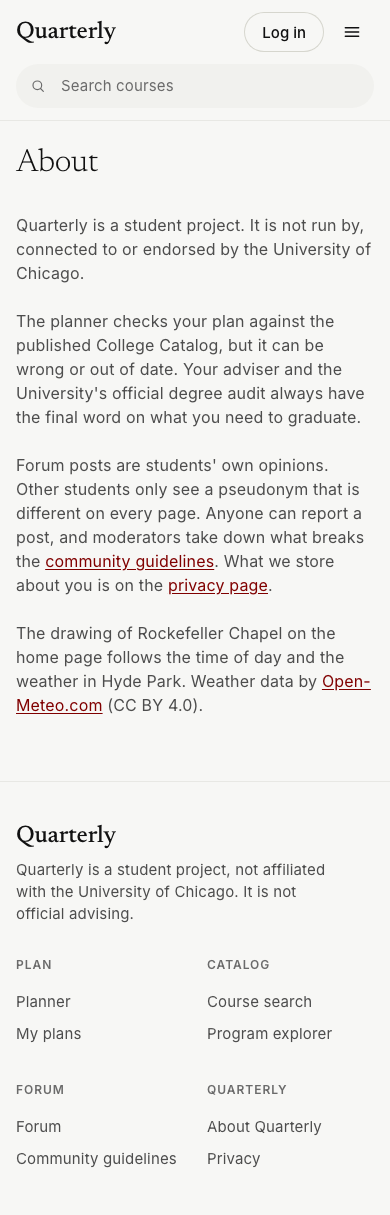 Quarterly
Log in
Search courses
About
Quarterly is a student project. It is not run by,
connected to or endorsed by the University of
Chicago.
The planner checks your plan against the
published College Catalog, but it can be
wrong or out of date. Your adviser and the
University's official degree audit always have
the final word on what you need to graduate.
Forum posts are students' own opinions.
Other students only see a pseudonym that is
different on every page. Anyone can report a
post, and moderators take down what breaks
the community guidelines. What we store
about you is on the privacy page.
The drawing of Rockefeller Chapel on the
home page follows the time of day and the
weather in Hyde Park. Weather data by Open-
Meteo.com (CC BY 4.0).
Quarterly
Quarterly is a student project, not affiliated
with the University of Chicago. It is not
official advising.
PLAN
Planner
My plans
CATALOG
Course search
Program explorer
FORUM
Forum
Community guidelines
QUARTERLY
About Quarterly
Privacy